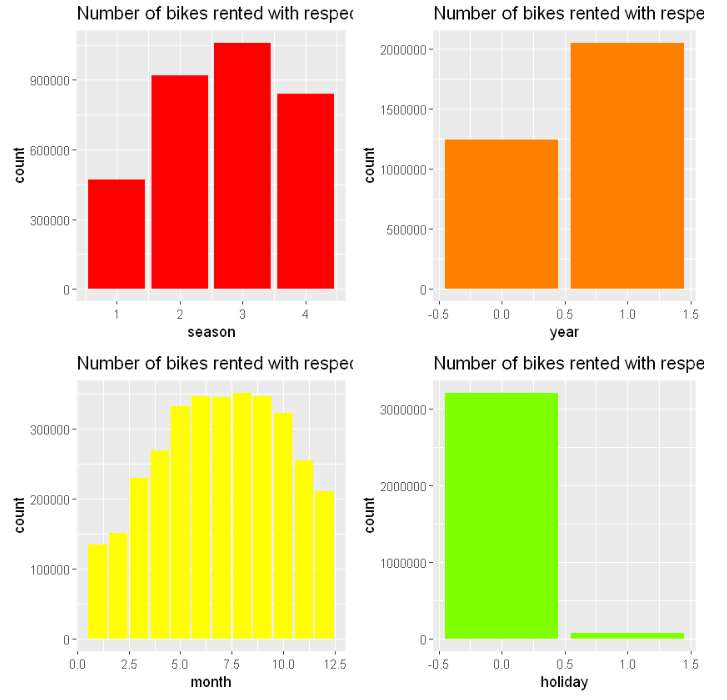 Number of bikes rented with respec
900000
600000
300000
0
count
1 2 3 4
season
Number of bikes rented with respe
2000000
1500000
1000000
500000
0
count
-0.5 0.0 0.5 1.0 1.5
year
Number of bikes rented with respec
300000
200000
100000
0
count
0.0 2.5 5.0 7.5 10.0 12.5
month
Number of bikes rented with respe
3000000
2000000
1000000
0
count
-0.5 0.0 0.5 1.0 1.5
holiday